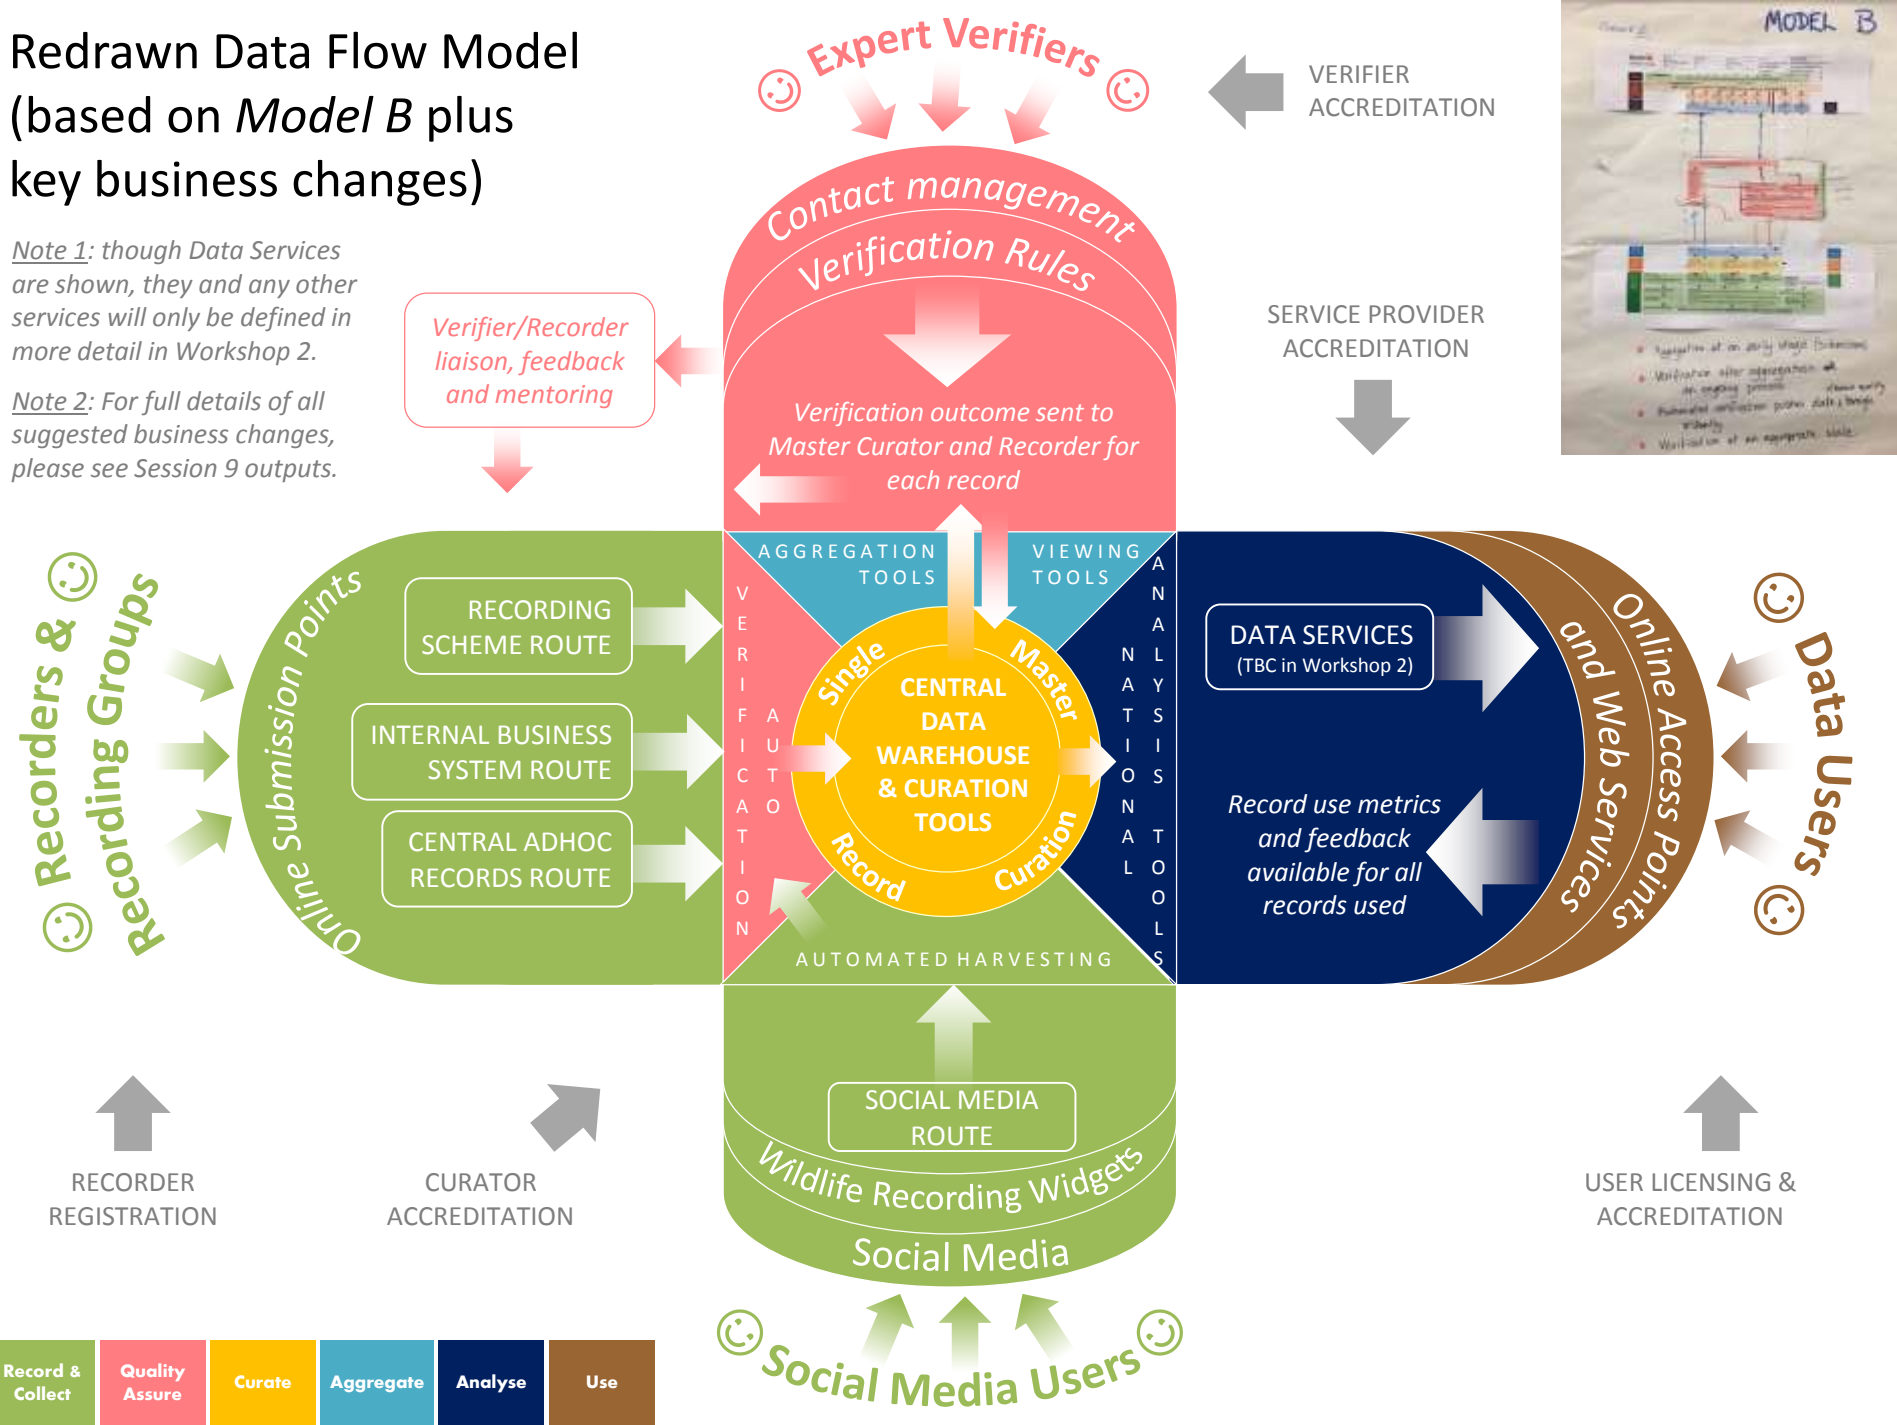 Redrawn Data Flow Model
(based on Model B plus
key business changes)
Note 1: though Data Services
are shown, they and any other
services will only be defined in
more detail in Workshop 2.
Note 2: For full details of all
suggested business changes,
please see Session 9 outputs.
Expert Verifiers
VERIFIER
ACCREDITATION
MODEL B
Contact management
Verification Rules
Verifier/Recorder
liaison, feedback
and mentoring
SERVICE PROVIDER
ACCREDITATION
Verification outcome sent to
Master Curator and Recorder for
each record
Recorders &
Recording Groups
Online Submission Points
RECORDING
SCHEME ROUTE
INTERNAL BUSINESS
SYSTEM ROUTE
CENTRAL ADHOC
RECORDS ROUTE
AUTO
VERIFICATION
AGGREGATION
TOOLS
VIEWING
TOOLS
Single
Master
Record
Curation
CENTRAL
DATA
WAREHOUSE
& CURATION
TOOLS
NATIONAL
ANALYSIS TOOLS
DATA SERVICES
(TBC in Workshop 2)
Record use metrics
and feedback
available for all
records used
Online Access Points
and Web Services
Data Users
AUTOMATED HARVESTING
SOCIAL MEDIA
ROUTE
Wildlife Recording Widgets
Social Media
Social Media Users
RECORDER
REGISTRATION
CURATOR
ACCREDITATION
USER LICENSING &
ACCREDITATION
Record &
Collect
Quality
Assure
Curate
Aggregate
Analyse
Use